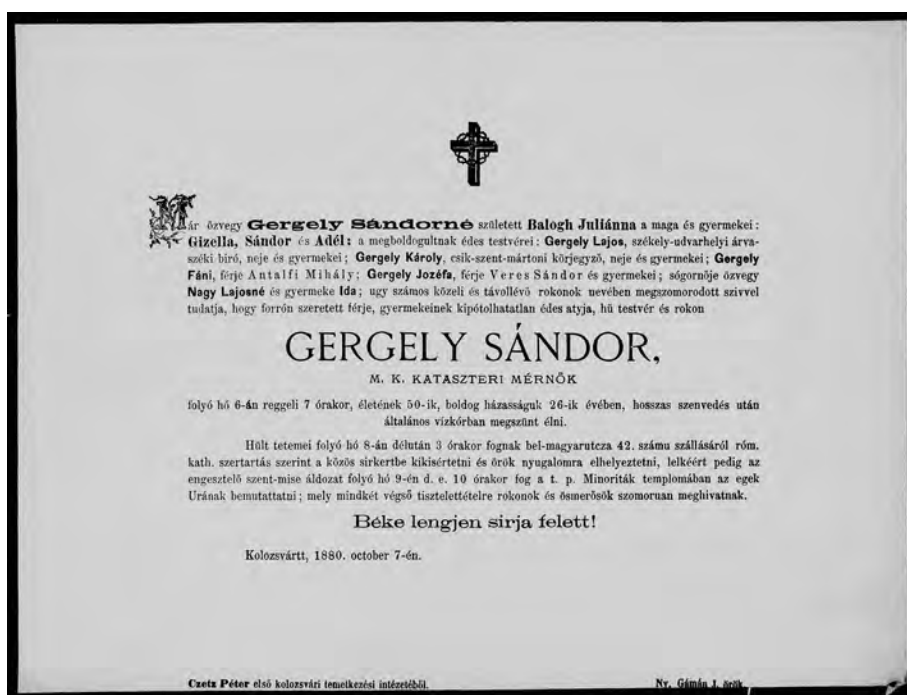 Már özvegy Gergely Sándorné született Balogh Juliánna a maga és gyermekei:
Gizella, Sándor és Adél: a megboldogultnak édes testvérei: Gergely Lajos, székely-udvarhelyi árva-
széki biró, neje és gyermekei; Gergely Károly, csik-szent-mártoni körjegyző, neje és gyermekei; Gergely
Fáni, férje Antalfi Mihály; Gergely Jozéfa, férje Veres Sándor és gyermekei; sógornője özvegy
Nagy Lajosné és gyermeke Ida; ugy számos közeli és távollévő rokonok nevében megszomorodott szivvel
tudatja, hogy forrón szeretett férje, gyermekeinek kipótolhatatlan édes atyja, hű testvér és rokon
GERGELY SÁNDOR,
M. K. KATASZTERI MÉRNÖK
folyó hó 6-án reggeli 7 órakor, életének 50-ik, boldog házasságuk 26-ik évében, hosszas szenvedés után
általános vizkórban megszünt élni.
Hült tetemei folyó hó 8-án délután 3 órakor fognak bel-magyarutcza 42. számu szállásáról róm.
kath. szertartás szerint a közös sirkertbe kikisértetni és örök nyugalomra elhelyeztetni, lelkéért pedig az
engesztelő szent-mise áldozat folyó hó 9-én d. e. 10 órakor fog a t. p. Minoriták templomában az egek
Urának bemutattatni; mely mindkét végső tisztelettételre rokonok és ösmerősök szomoruan meghivatnak.
Béke lengjen sirja felett!
Kolozsvártt, 1880. october 7-én.
Czetz Péter első kolozsvári temetkezési intézetéből. Ny. Gámán J. örök.